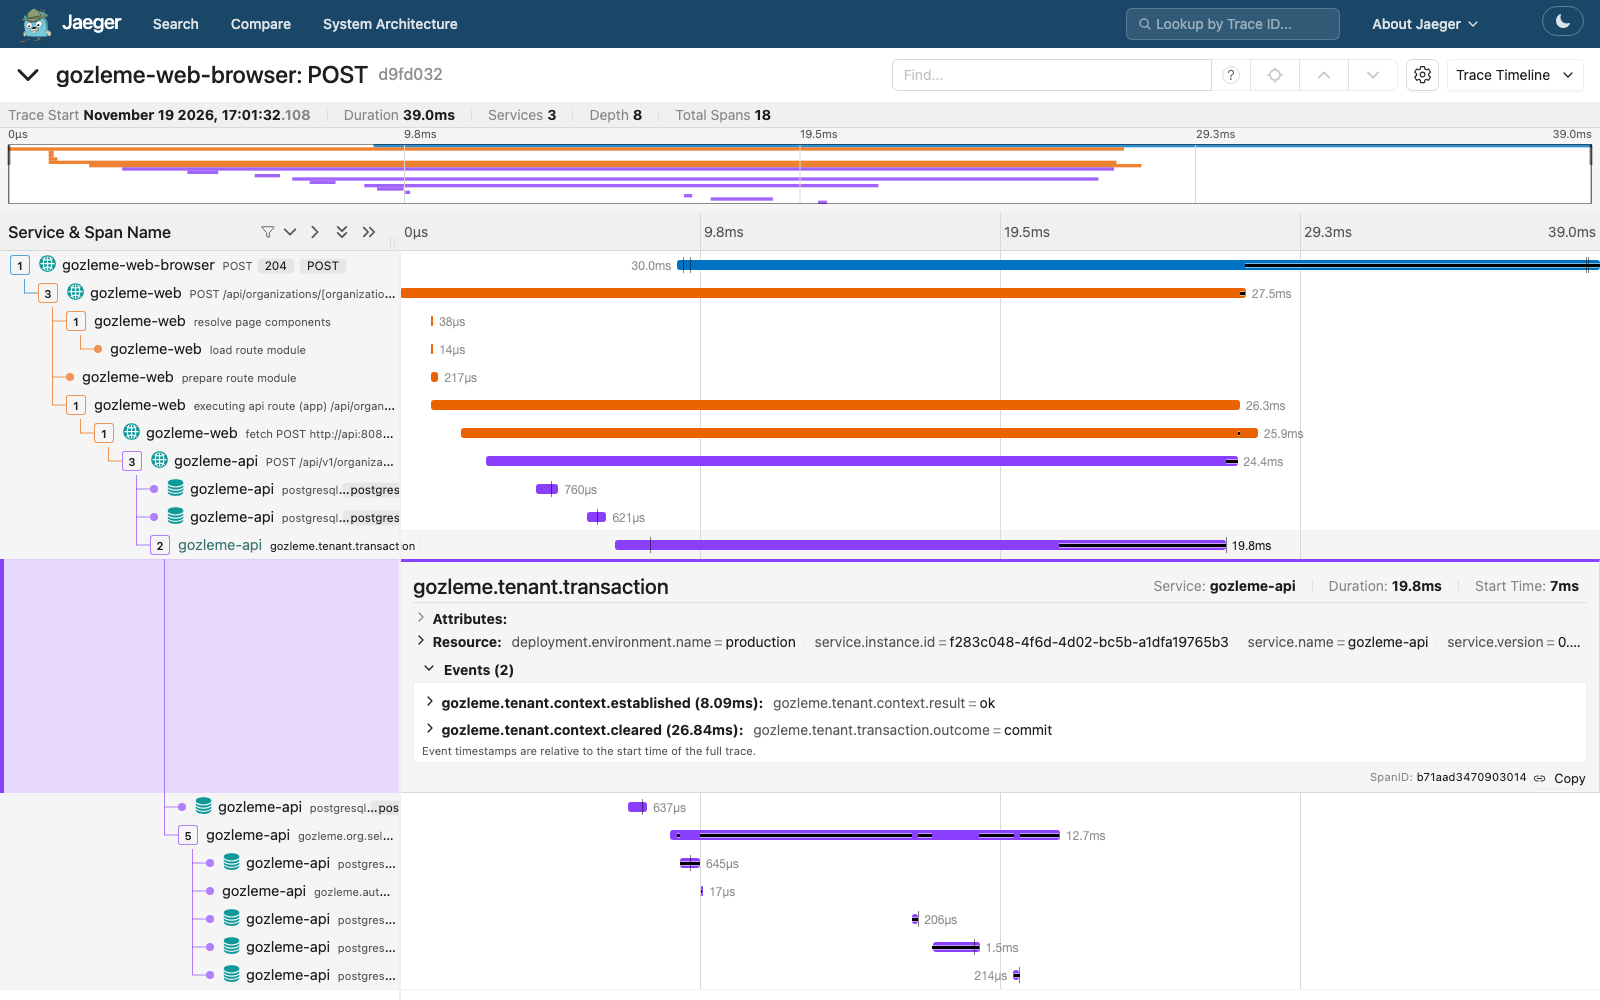 Jaeger Search Compare System Architecture Lookup by Trace ID... About Jaeger
gozleme-web-browser: POST d9fd032 Find... ? Trace Timeline
Trace Start November 19 2026, 17:01:32.108 Duration 39.0ms Services 3 Depth 8 Total Spans 18
0μs 9.8ms 19.5ms 29.3ms 39.0ms
Service & Span Name 0μs 9.8ms 19.5ms 29.3ms 39.0ms
1 gozleme-web-browser POST 204 POST 30.0ms
3 gozleme-web POST /api/organizations/[organizatio... 27.5ms
1 gozleme-web resolve page components 38μs
gozleme-web load route module 14μs
gozleme-web prepare route module 217μs
1 gozleme-web executing api route (app) /api/organ... 26.3ms
1 gozleme-web fetch POST http://api:808... 25.9ms
3 gozleme-api POST /api/v1/organiza... 24.4ms
gozleme-api postgresql...postgres 760μs
gozleme-api postgresql...postgres 621μs
2 gozleme-api gozleme.tenant.transaction 19.8ms
gozleme.tenant.transaction Service: gozleme-api Duration: 19.8ms Start Time: 7ms
Attributes:
Resource: deployment.environment.name = production service.instance.id = f283c048-4f6d-4d02-bc5b-a1dfa19765b3 service.name = gozleme-api service.version = 0....
Events (2)
gozleme.tenant.context.established (8.09ms): gozleme.tenant.context.result = ok
gozleme.tenant.context.cleared (26.84ms): gozleme.tenant.transaction.outcome = commit
Event timestamps are relative to the start time of the full trace.
SpanID: b71aad3470903014 Copy
gozleme-api postgresql...pos 637μs
5 gozleme-api gozleme.org.sel... 12.7ms
gozleme-api postgres... 645μs
gozleme-api gozleme.aut... 17μs
gozleme-api postgres... 206μs
gozleme-api postgres... 1.5ms
gozleme-api postgres... 214μs